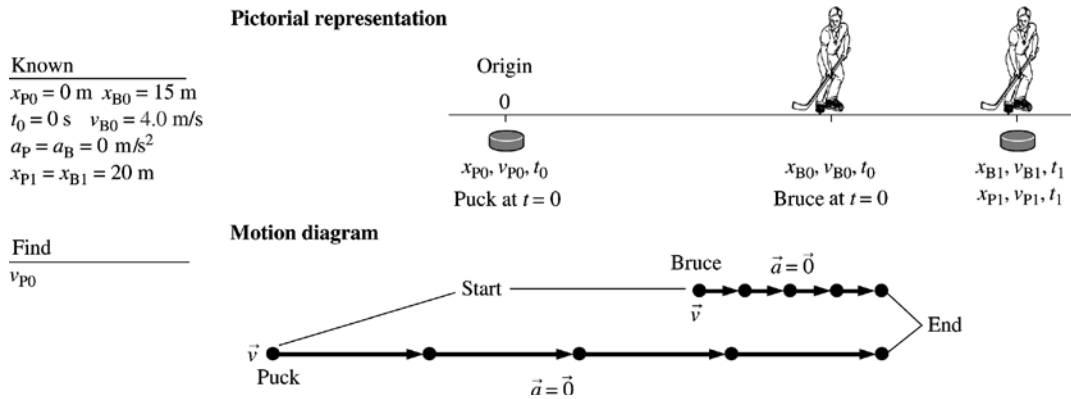 Pictorial representation
Known
x_P0 = 0 m x_B0 = 15 m
t_0 = 0 s v_B0 = 4.0 m/s
a_P = a_B = 0 m/s²
x_P1 = x_B1 = 20 m
Find
v_P0
Origin
0
x_P0, v_P0, t_0
Puck at t = 0
x_B0, v_B0, t_0
Bruce at t = 0
x_B1, v_B1, t_1
x_P1, v_P1, t_1
Motion diagram
Bruce
a⃗ = 0⃗
Start
v⃗
End
v⃗
Puck
a⃗ = 0⃗